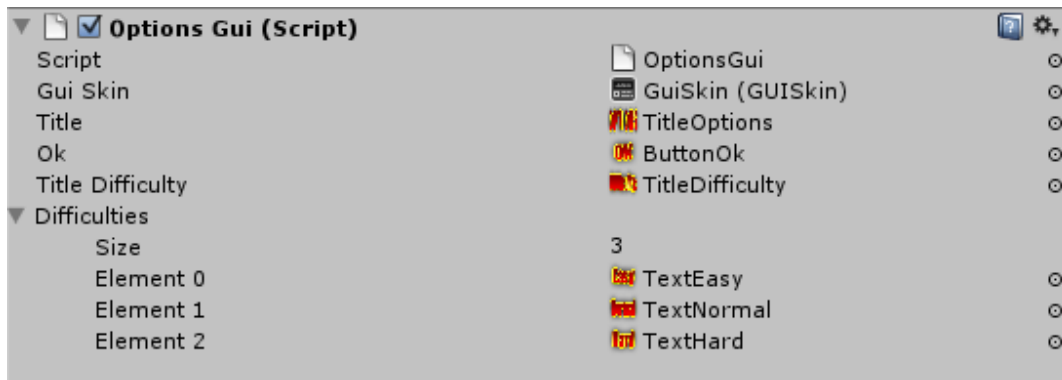 Options Gui (Script)
Script OptionsGui
Gui Skin GuiSkin (GUISkin)
Title TitleOptions
Ok ButtonOk
Title Difficulty TitleDifficulty
Difficulties
Size 3
Element 0 TextEasy
Element 1 TextNormal
Element 2 TextHard